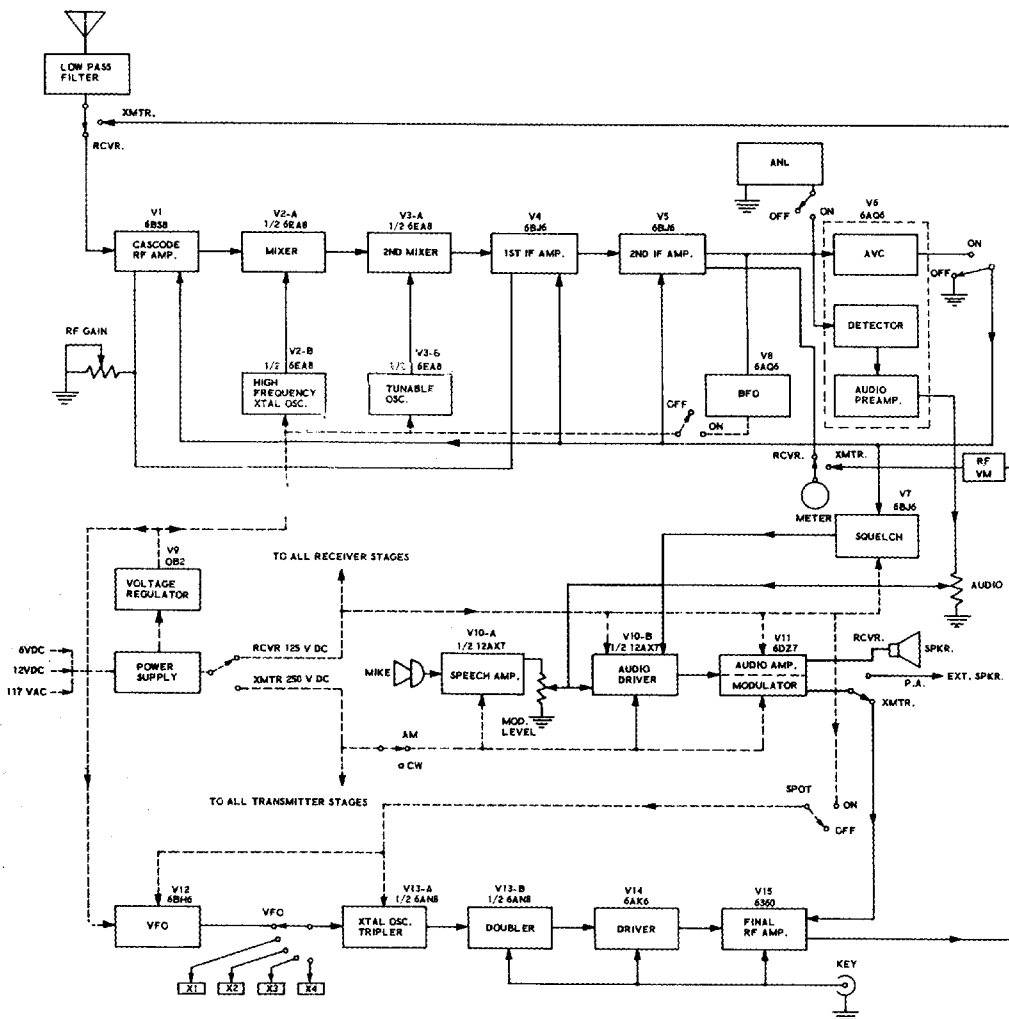 LOW PASS
FILTER
XMTR.
RCVR.
ANL
OFF
ON
V1
6BS8
CASCODE
RF AMP.
V2-A
1/2 6EA8
MIXER
V3-A
1/2 6EA8
2ND MIXER
V4
6BJ6
1ST IF AMP.
V5
6BJ6
2ND IF AMP.
V6
6AQ6
AVC
ON
OFF
DETECTOR
AUDIO
PREAMP.
RF GAIN
V2-B
1/2 6EA8
HIGH
FREQUENCY
XTAL OSC.
V3-B
1/2 6EA8
TUNABLE
OSC.
V8
6AQ6
BFO
OFF
ON
RCVR.
XMTR.
RF
VM
METER
V7
6BJ6
SQUELCH
V9
OB2
VOLTAGE
REGULATOR
TO ALL RECEIVER STAGES
AUDIO
6VDC
12VDC
117 VAC
POWER
SUPPLY
RCVR 125 V DC
XMTR 250 V DC
MIKE
V10-A
1/2 12AX7
SPEECH AMP.
MOD.
LEVEL
V10-B
1/2 12AX7
AUDIO
DRIVER
V11
6DZ7
AUDIO AMP.
MODULATOR
RCVR.
SPKR.
P.A.
EXT. SPKR.
XMTR.
AM
CW
TO ALL TRANSMITTER STAGES
SPOT
ON
OFF
V12
6BH6
VFO
VFO
X1
X2
X3
X4
V13-A
1/2 6AN8
XTAL OSC.
TRIPLER
V13-B
1/2 6AN8
DOUBLER
V14
6AK6
DRIVER
V15
6360
FINAL
RF AMP.
KEY